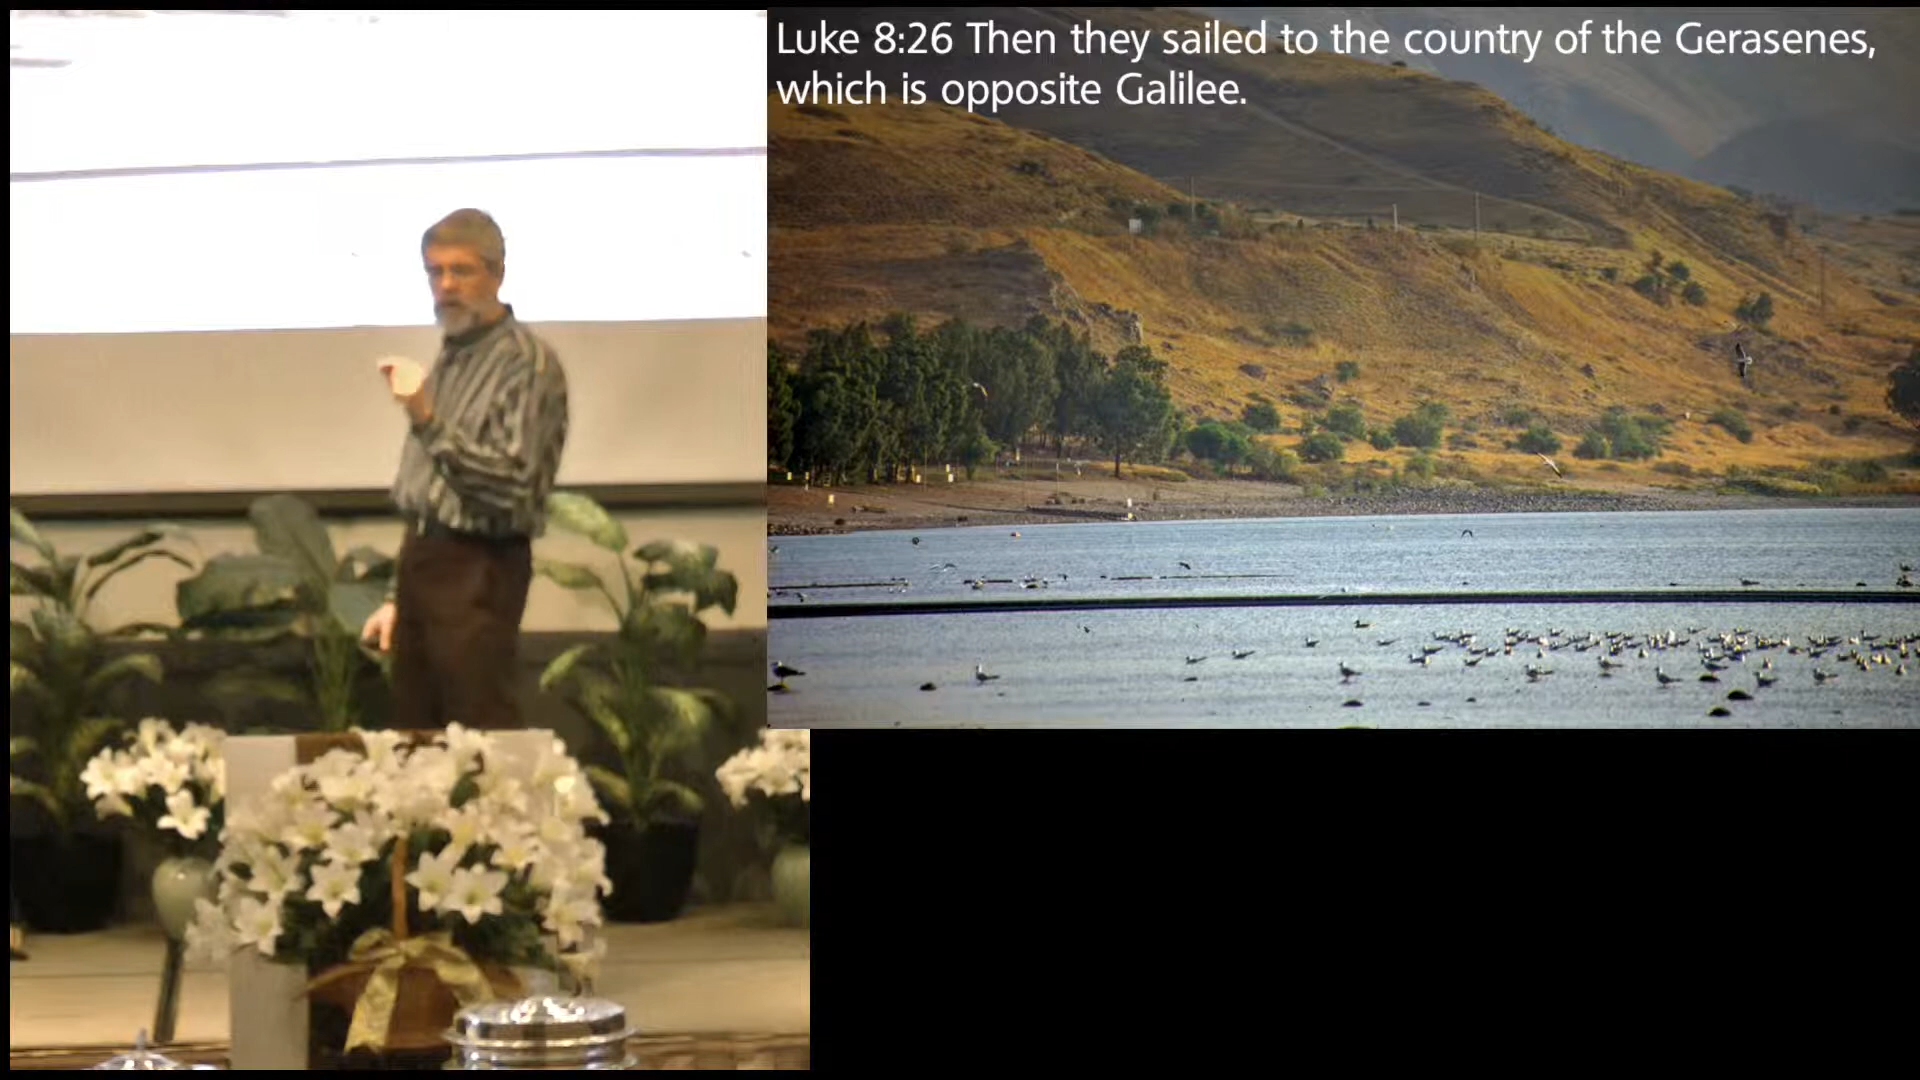 Luke 8:26 Then they sailed to the country of the Gerasenes,
which is opposite Galilee.